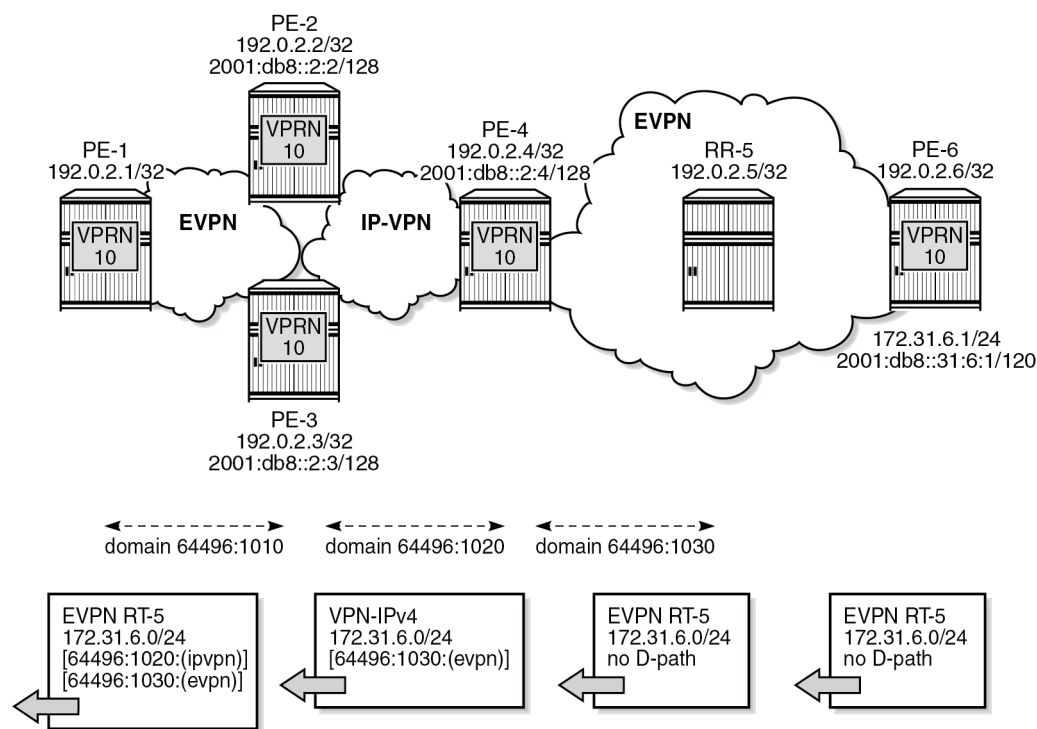 PE-2
192.0.2.2/32
2001:db8::2:2/128
VPRN
10
PE-1
192.0.2.1/32
VPRN
10
EVPN
IP-VPN
PE-4
192.0.2.4/32
2001:db8::2:4/128
VPRN
10
EVPN
RR-5
192.0.2.5/32
PE-6
192.0.2.6/32
VPRN
10
172.31.6.1/24
2001:db8::31:6:1/120
VPRN
10
PE-3
192.0.2.3/32
2001:db8::2:3/128
domain 64496:1010
domain 64496:1020
domain 64496:1030
EVPN RT-5
172.31.6.0/24
[64496:1020:(ipvpn)]
[64496:1030:(evpn)]
VPN-IPv4
172.31.6.0/24
[64496:1030:(evpn)]
EVPN RT-5
172.31.6.0/24
no D-path
EVPN RT-5
172.31.6.0/24
no D-path